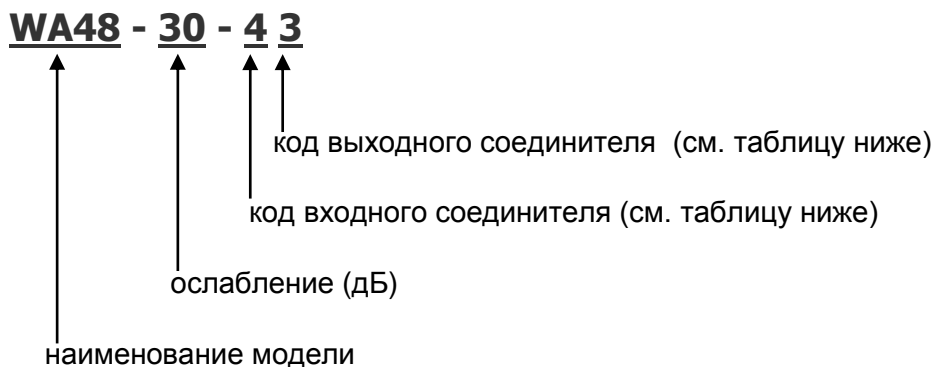 WA48 - 30 - 4 3
код выходного соединителя (см. таблицу ниже)
код входного соединителя (см. таблицу ниже)
ослабление (дБ)
наименование модели